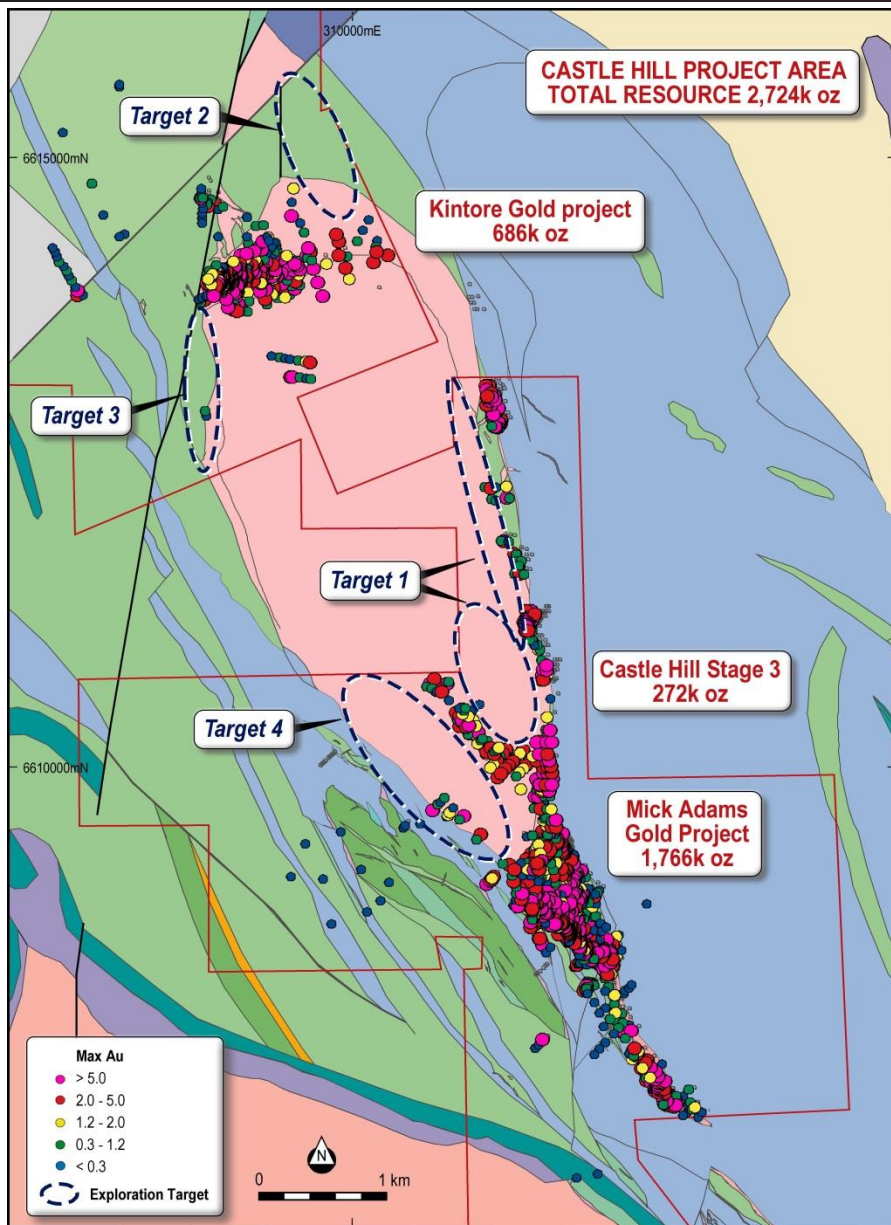 310000mE
CASTLE HILL PROJECT AREA
TOTAL RESOURCE 2,724k oz
Target 2
6615000mN
Kintore Gold project
686k oz
Target 3
Target 1
Castle Hill Stage 3
272k oz
Target 4
6610000mN
Mick Adams
Gold Project
1,766k oz
Max Au
> 5.0
2.0 - 5.0
1.2 - 2.0
0.3 - 1.2
< 0.3
Exploration Target
N
0 1 km